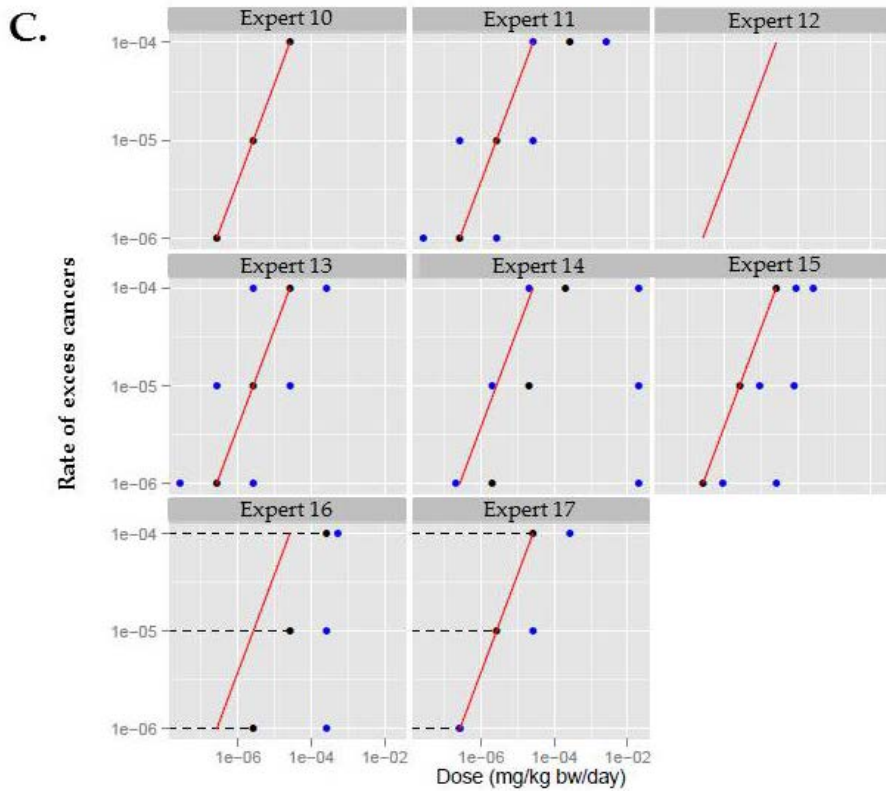 C.
Expert 10 Expert 11 Expert 12
1e−04
1e−05
1e−06
Expert 13 Expert 14 Expert 15
1e−04
1e−05
1e−06
Rate of excess cancers
Expert 16 Expert 17
1e−04
1e−05
1e−06
1e−06 1e−04 1e−02 1e−06 1e−04 1e−02
Dose (mg/kg bw/day)